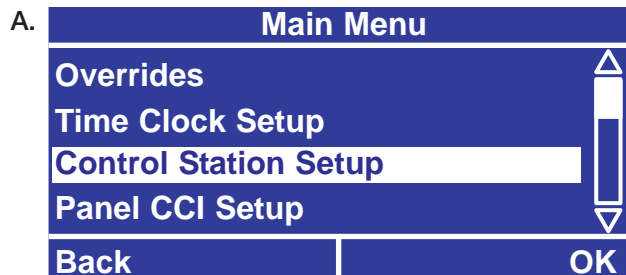 A.
Main Menu
Overrides
Time Clock Setup
Control Station Setup
Panel CCI Setup
Back OK